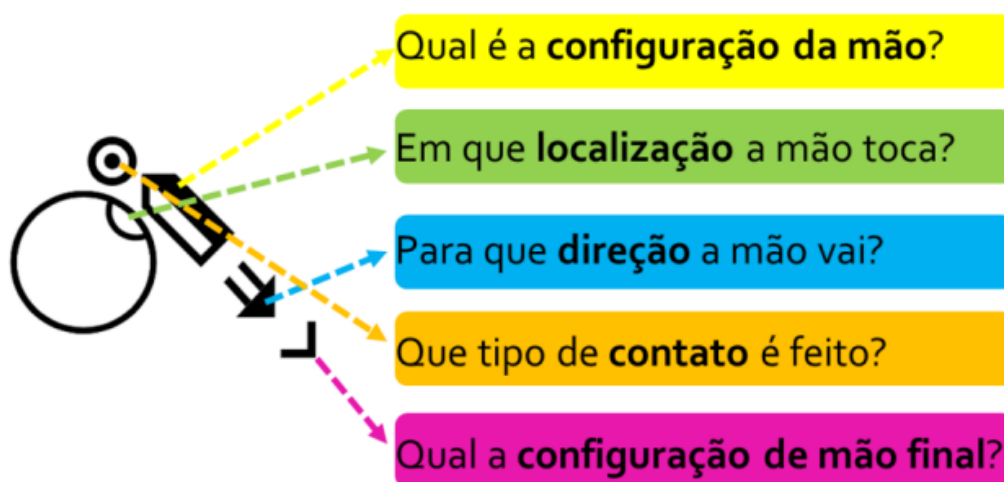 Qual é a configuração da mão?
Em que localização a mão toca?
Para que direção a mão vai?
Que tipo de contato é feito?
Qual a configuração de mão final?